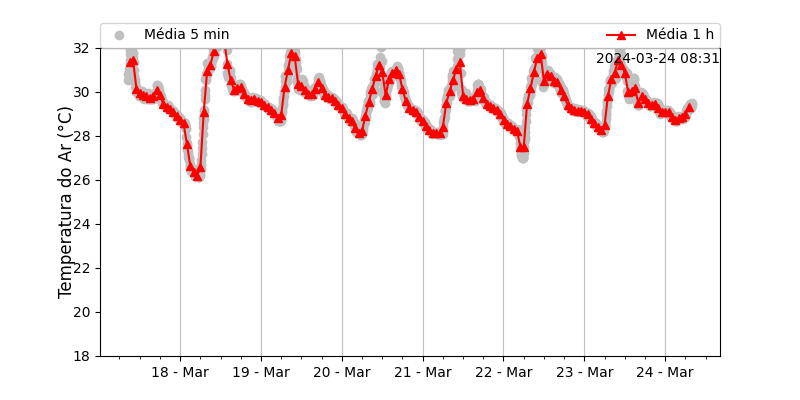 Média 5 min
Média 1 h
2024-03-24 08:31
Temperatura do Ar (°C)
32
30
28
26
24
22
20
18
18 - Mar
19 - Mar
20 - Mar
21 - Mar
22 - Mar
23 - Mar
24 - Mar